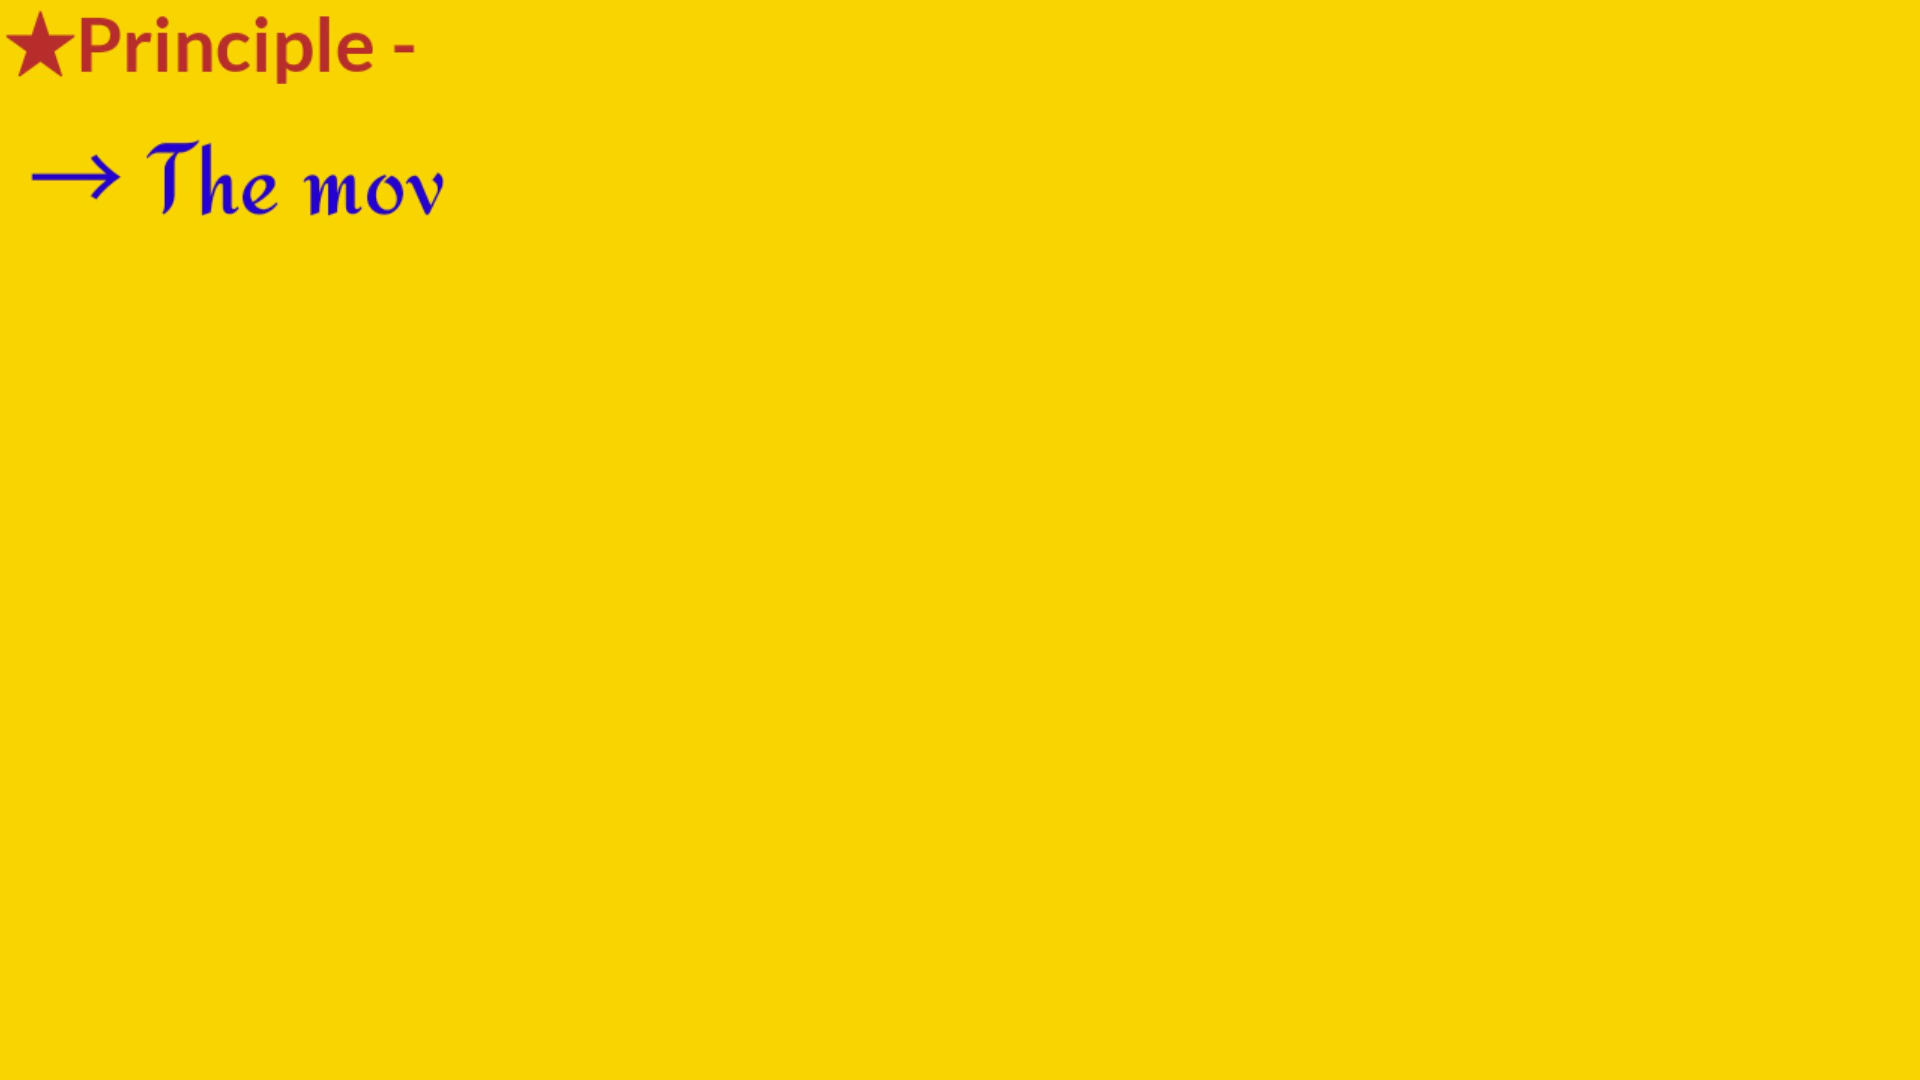 ★Principle -
→ The mov